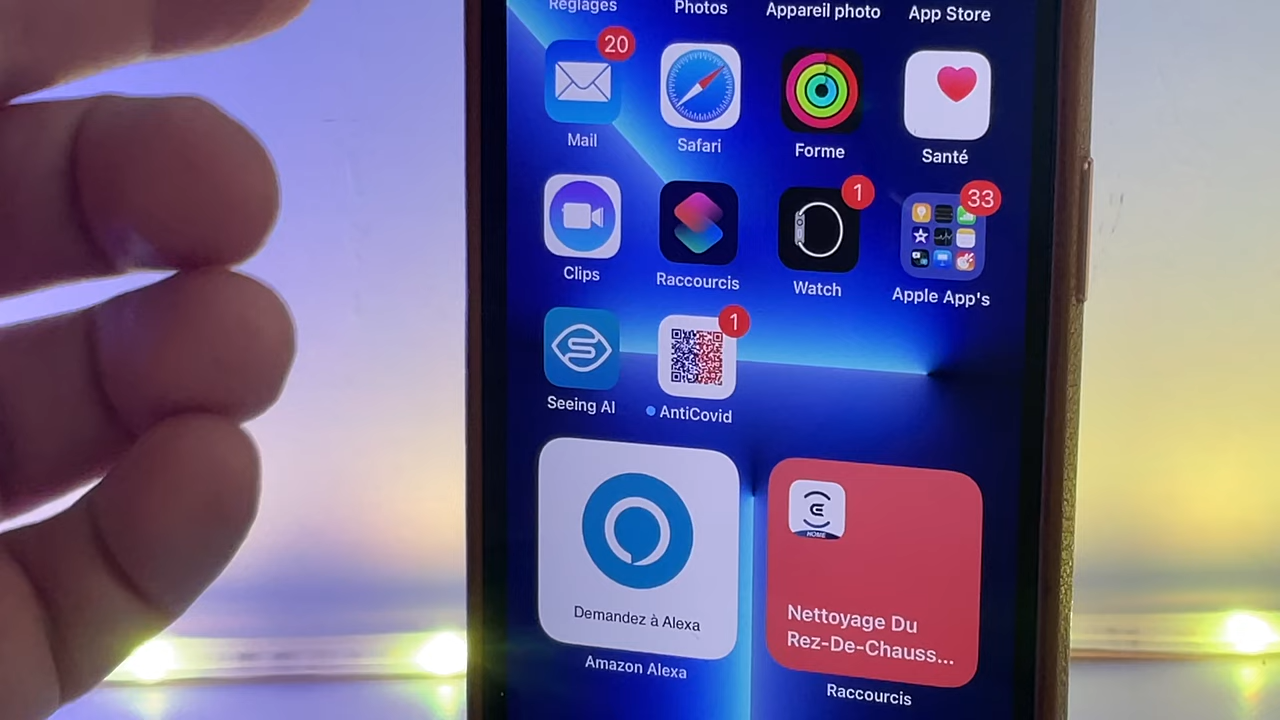 Réglages
Photos
Appareil photo
App Store
20
Mail
Safari
Forme
Santé
Clips
Raccourcis
1
Watch
33
Apple App's
Seeing AI
1
AntiCovid
Demandez à Alexa
Amazon Alexa
HOME
Nettoyage Du
Rez-De-Chauss...
Raccourcis